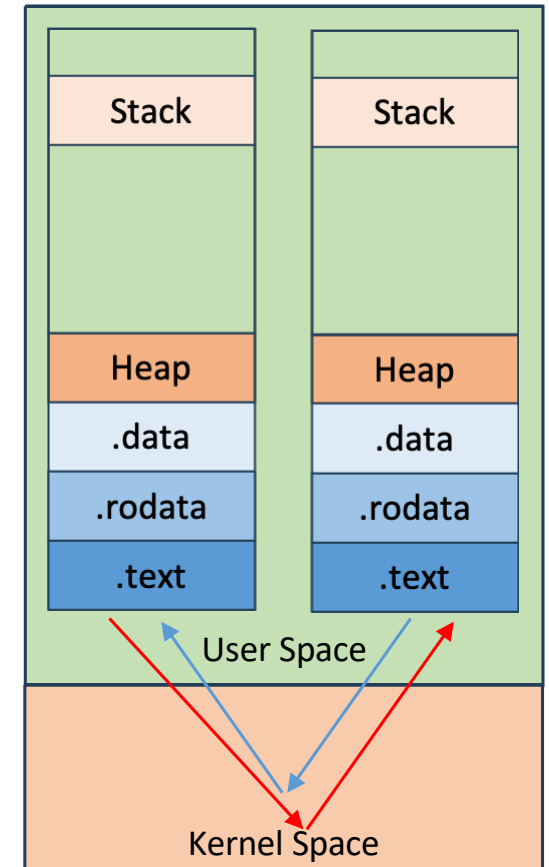 Stack
Heap
.data
.rodata
.text
Stack
Heap
.data
.rodata
.text
User Space
Kernel Space